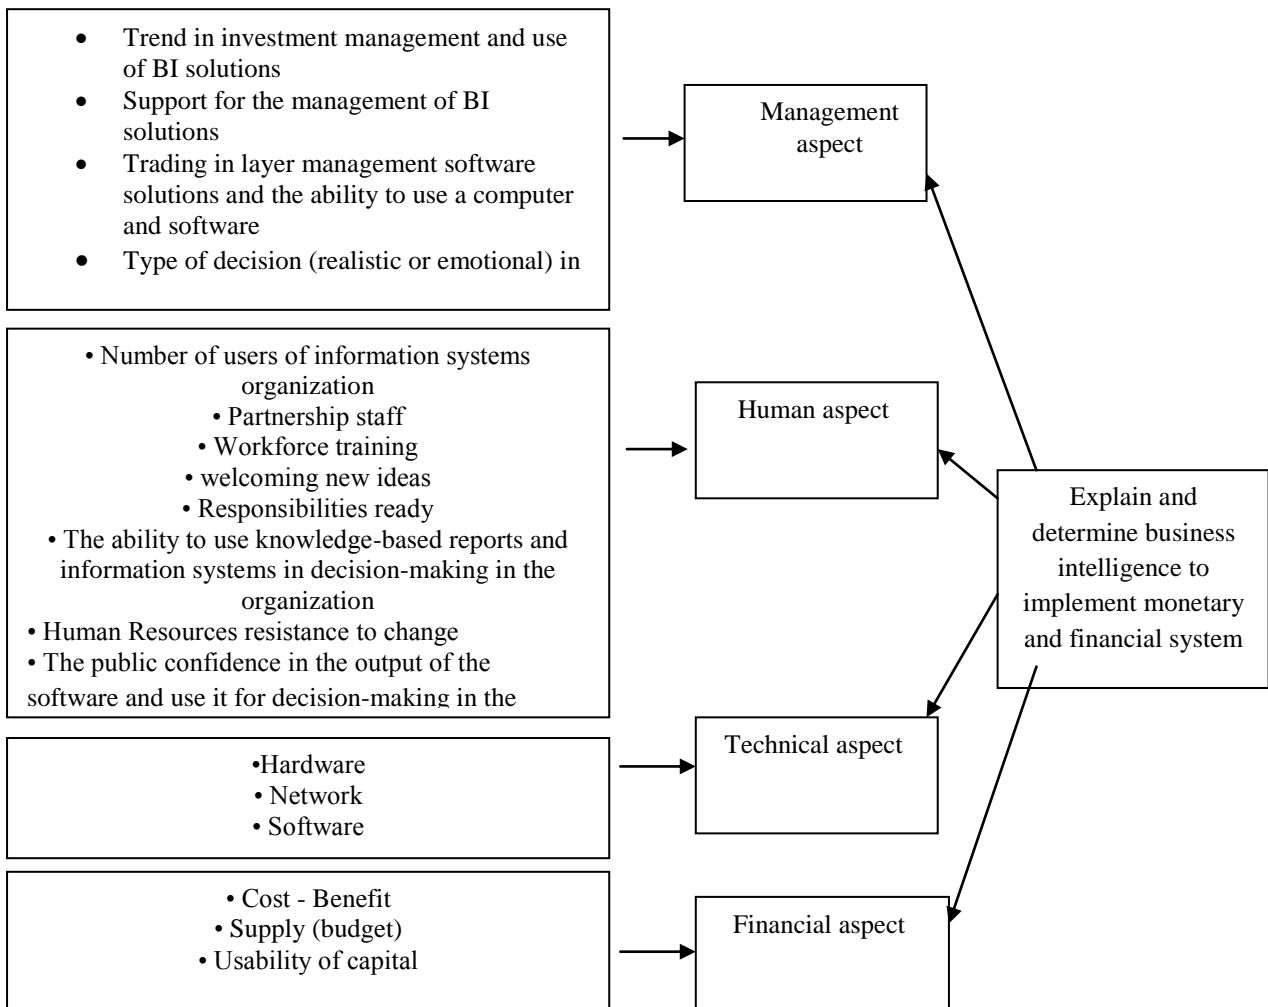 • Trend in investment management and use
of BI solutions
• Support for the management of BI
solutions
• Trading in layer management software
solutions and the ability to use a computer
and software
• Type of decision (realistic or emotional) in
Management
aspect
• Number of users of information systems
organization
• Partnership staff
• Workforce training
• welcoming new ideas
• Responsibilities ready
• The ability to use knowledge-based reports and
information systems in decision-making in the
organization
• Human Resources resistance to change
• The public confidence in the output of the
software and use it for decision-making in the
Human aspect
Explain and
determine business
intelligence to
implement monetary
and financial system
•Hardware
• Network
• Software
Technical aspect
• Cost - Benefit
• Supply (budget)
• Usability of capital
Financial aspect